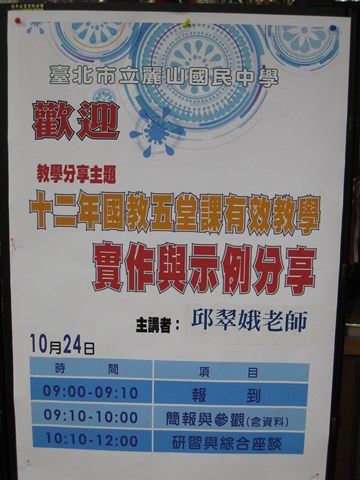 臺北市立麗山國民中學
歡迎
教學分享主題
十二年國教五堂課有效教學
實作與示例分享
主講者：邱翠娥老師
10月24日
時 間 項 目
09:00-09:10 報 到
09:10-10:00 簡報與參觀(含資料)
10:10-12:00 研習與綜合座談